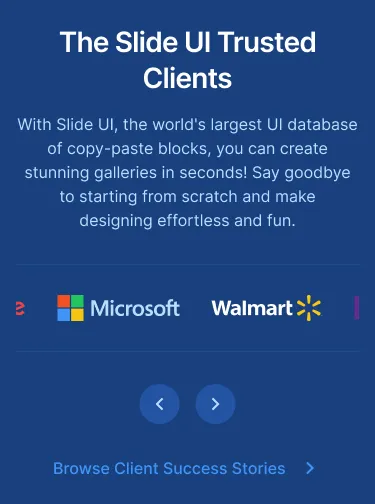 The Slide UI Trusted
Clients
With Slide UI, the world's largest UI database
of copy-paste blocks, you can create
stunning galleries in seconds! Say goodbye
to starting from scratch and make
designing effortless and fun.
Microsoft
Walmart
Browse Client Success Stories